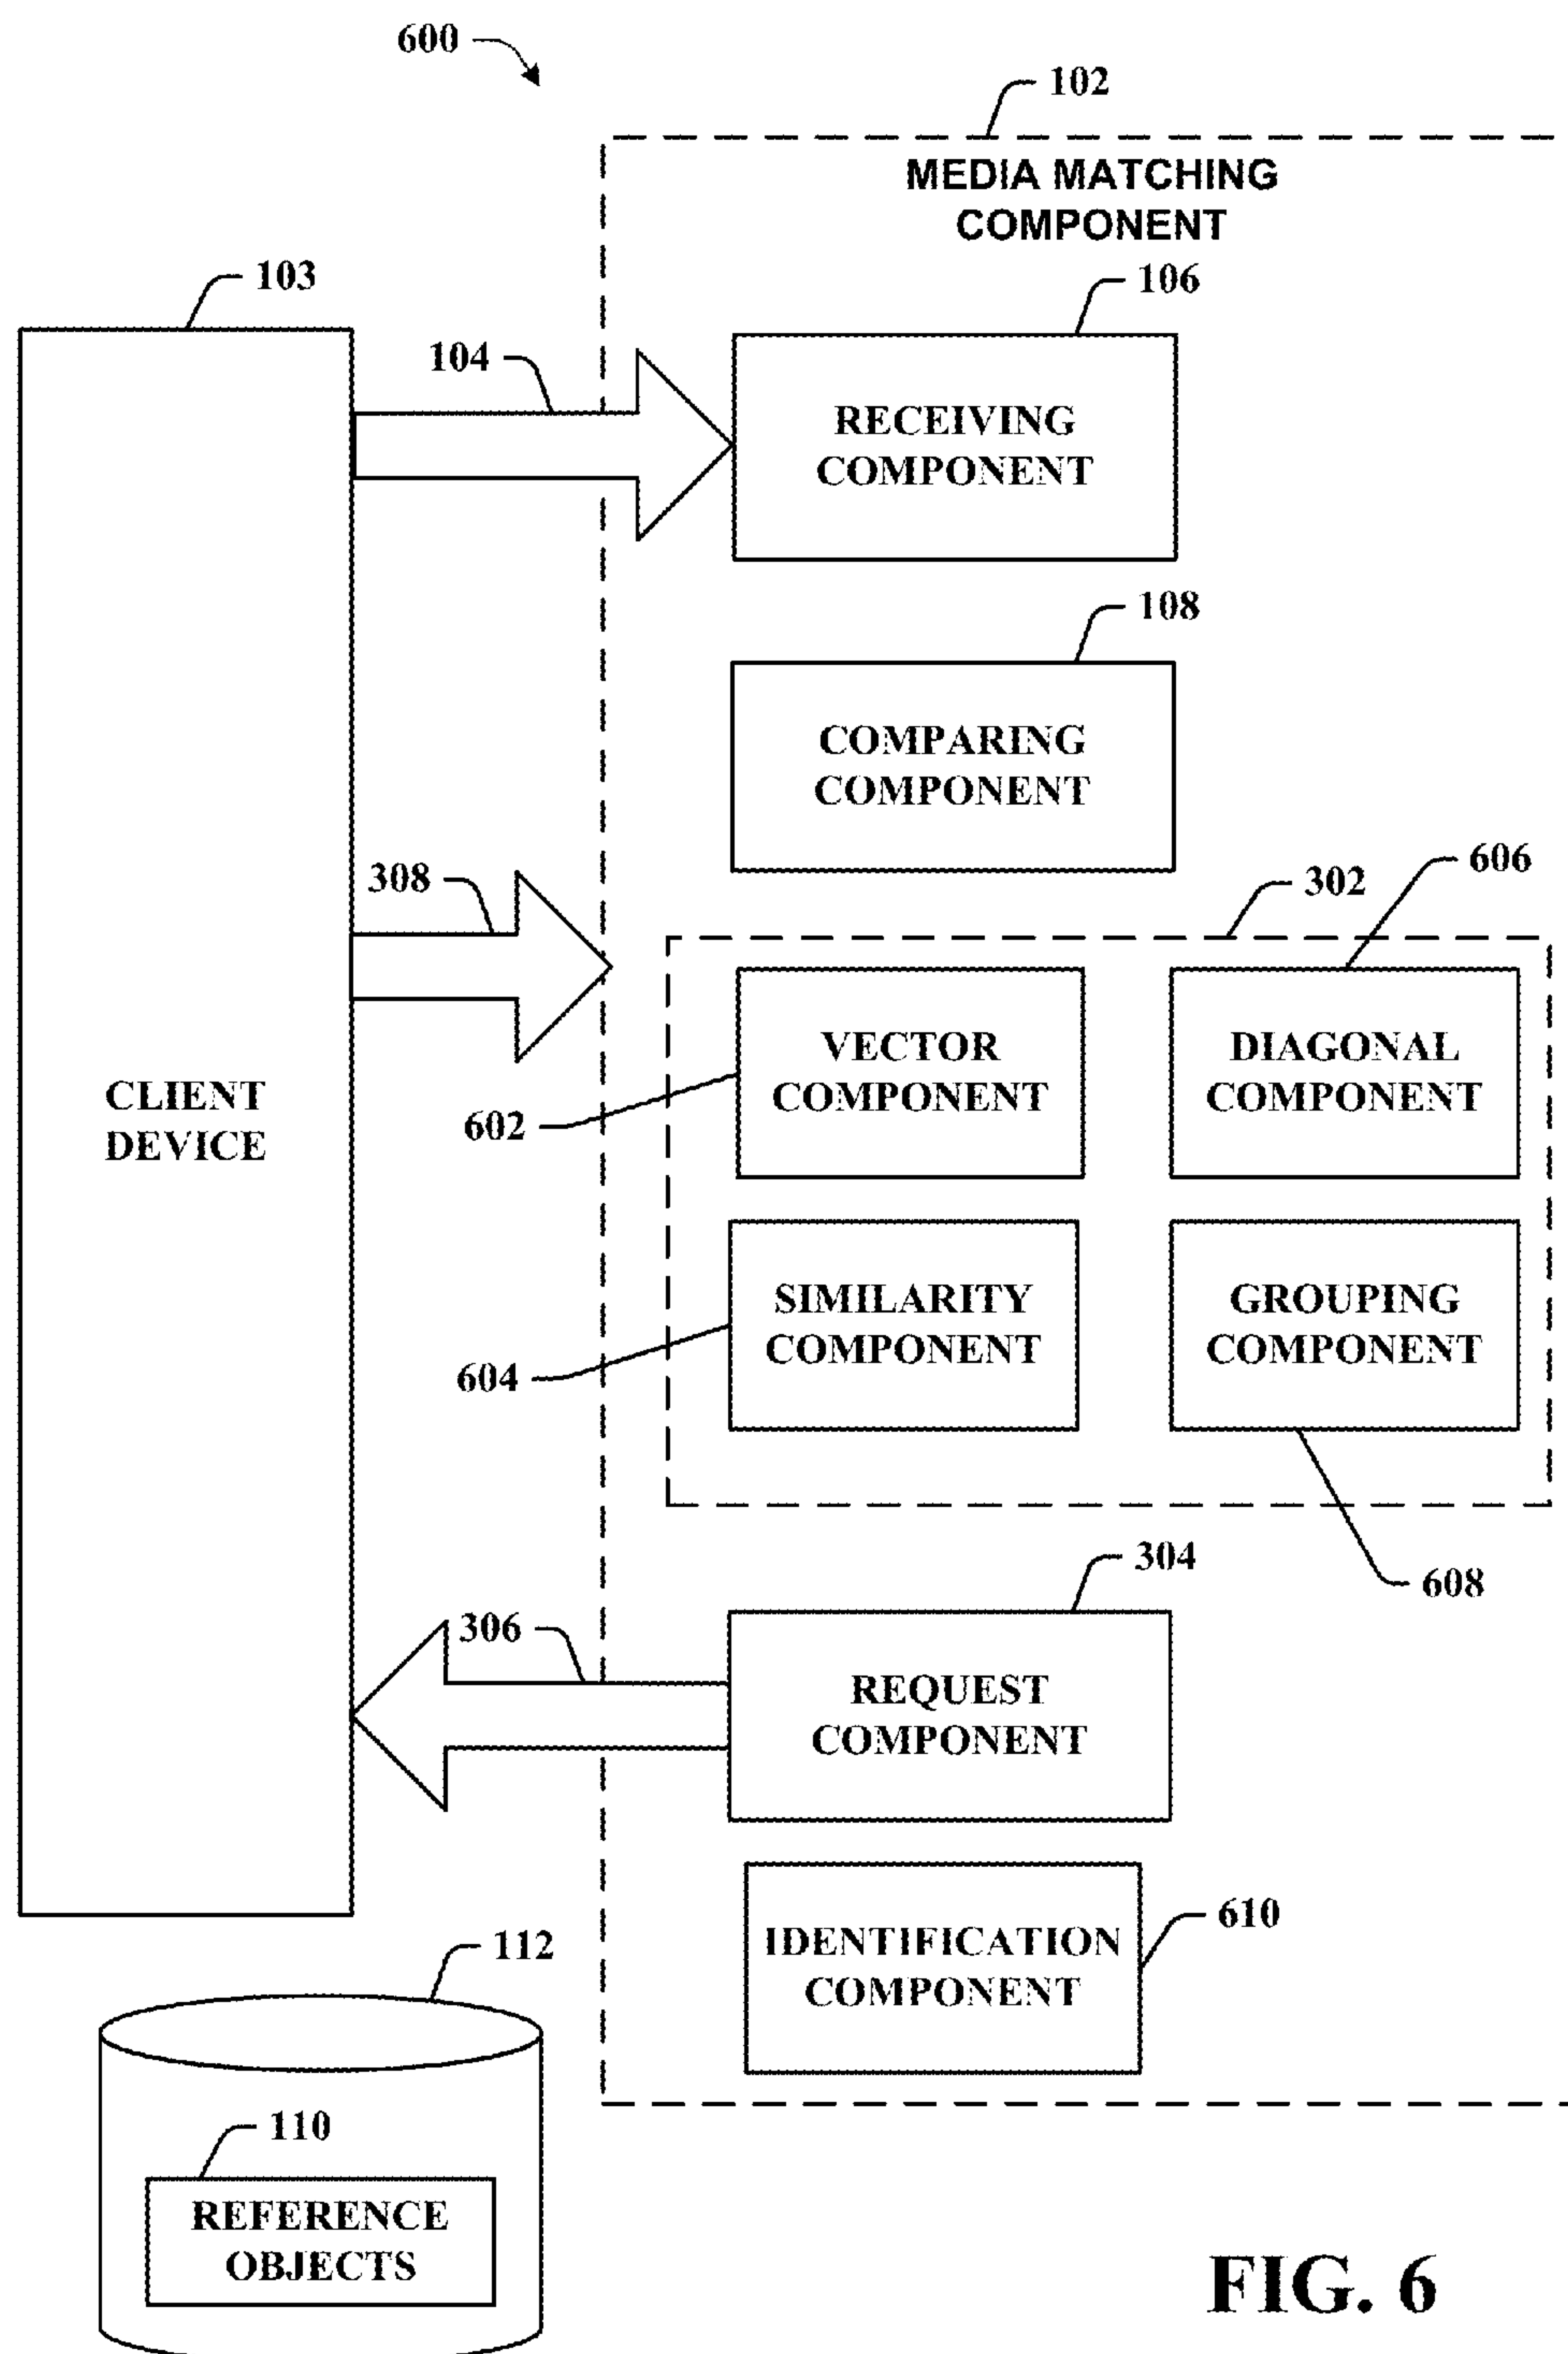 600
102
MEDIA MATCHING
COMPONENT
103
106
104
RECEIVING
COMPONENT
108
COMPARING
COMPONENT
308
302
606
VECTOR
COMPONENT
DIAGONAL
COMPONENT
CLIENT
DEVICE
602
SIMILARITY
COMPONENT
GROUPING
COMPONENT
604
304
608
306
REQUEST
COMPONENT
610
IDENTIFICATION
COMPONENT
112
110
REFERENCE
OBJECTS
FIG. 6